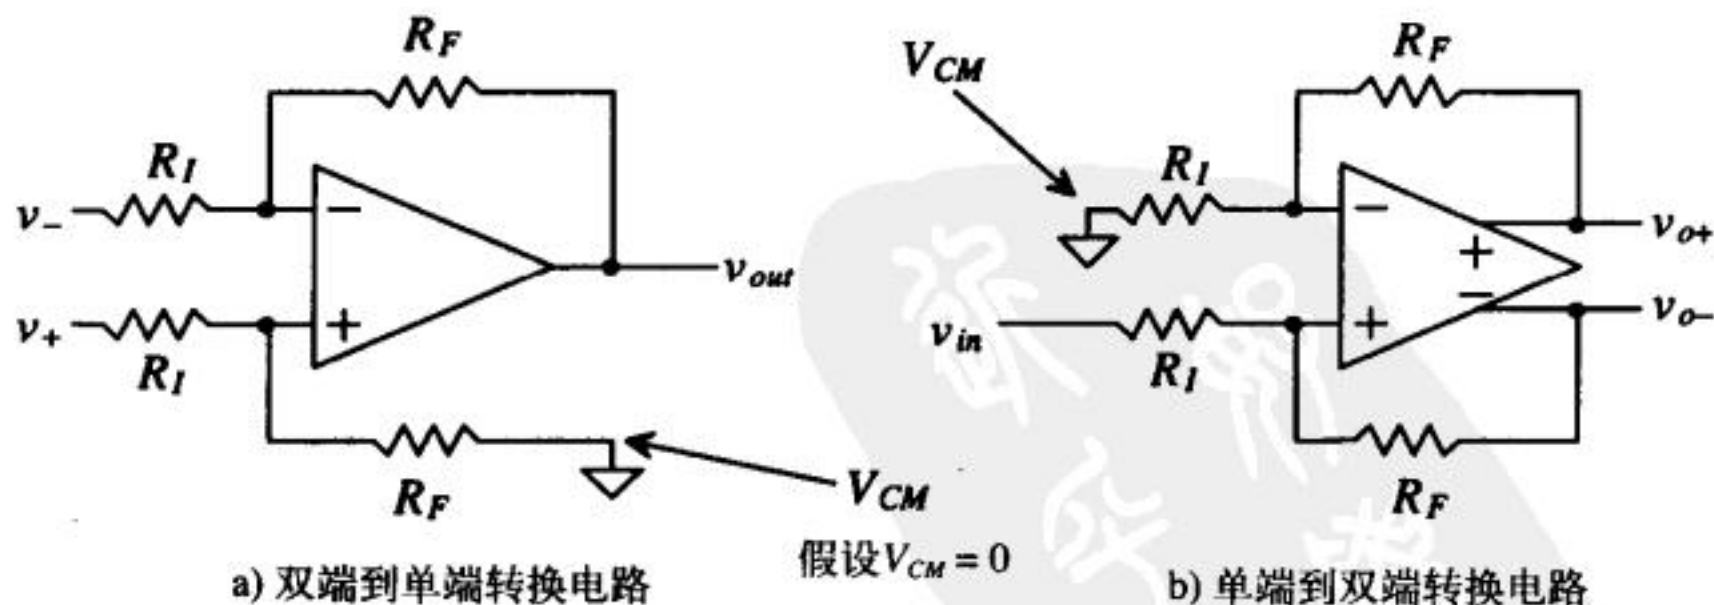 R_F
R_I
v_-
−
v_+
R_I
+
v_out
R_F
V_CM
假设V_CM = 0
a) 双端到单端转换电路
V_CM
R_F
R_I
−
v_in
R_I
+
+
−
v_o+
v_o−
R_F
b) 单端到双端转换电路